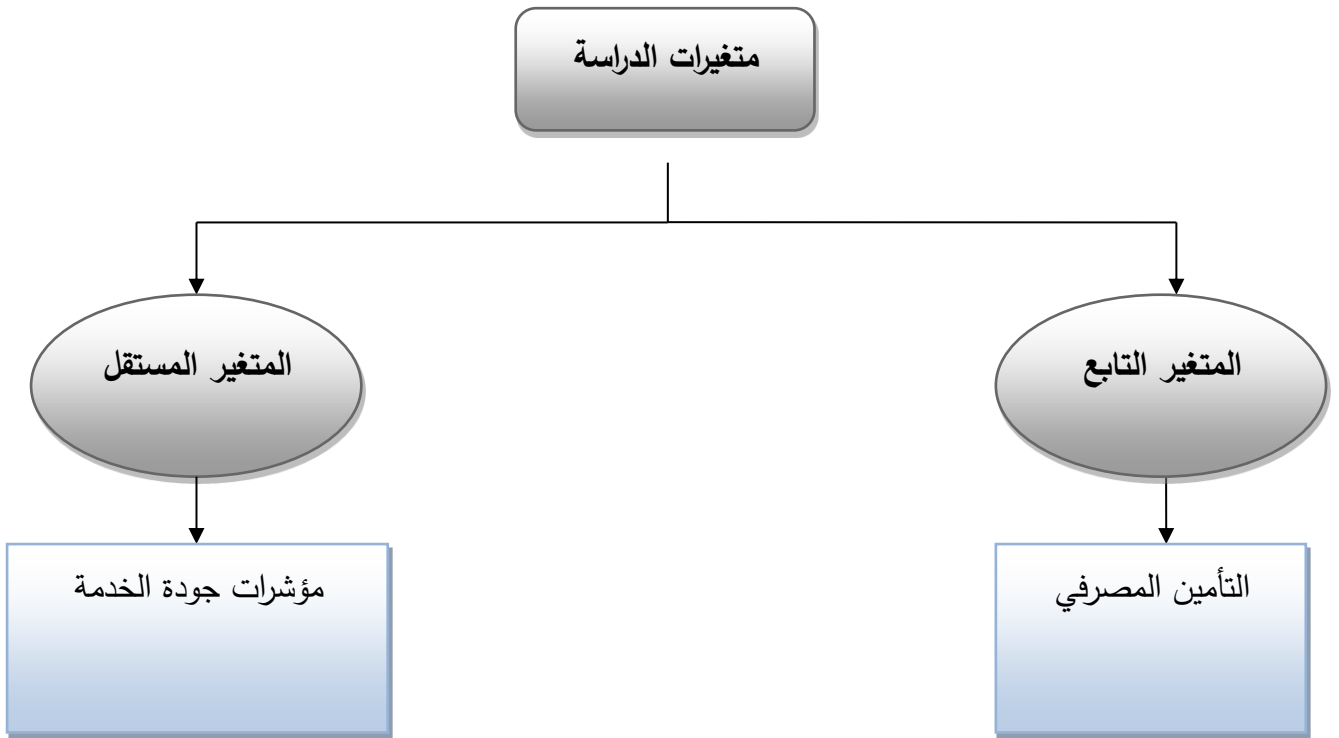 متغيرات الدراسة
المتغير التابع
المتغير المستقل
التأمين المصرفي
مؤشرات جودة الخدمة